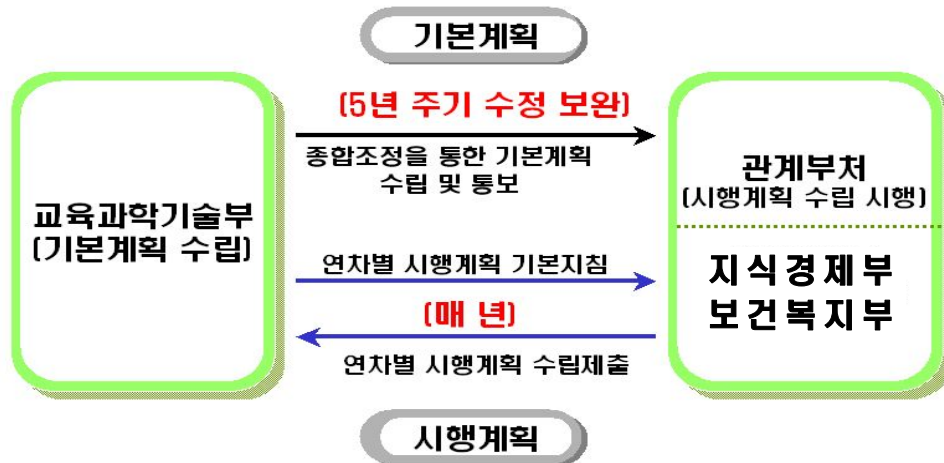 기본계획
(5년 주기 수정 보완)
종합조정을 통한 기본계획
수립 및 통보
교육과학기술부
(기본계획 수립)
관계부처
(시행계획 수립 시행)
지식경제부
보건복지부
연차별 시행계획 기본지침
(매 년)
연차별 시행계획 수립제출
시행계획